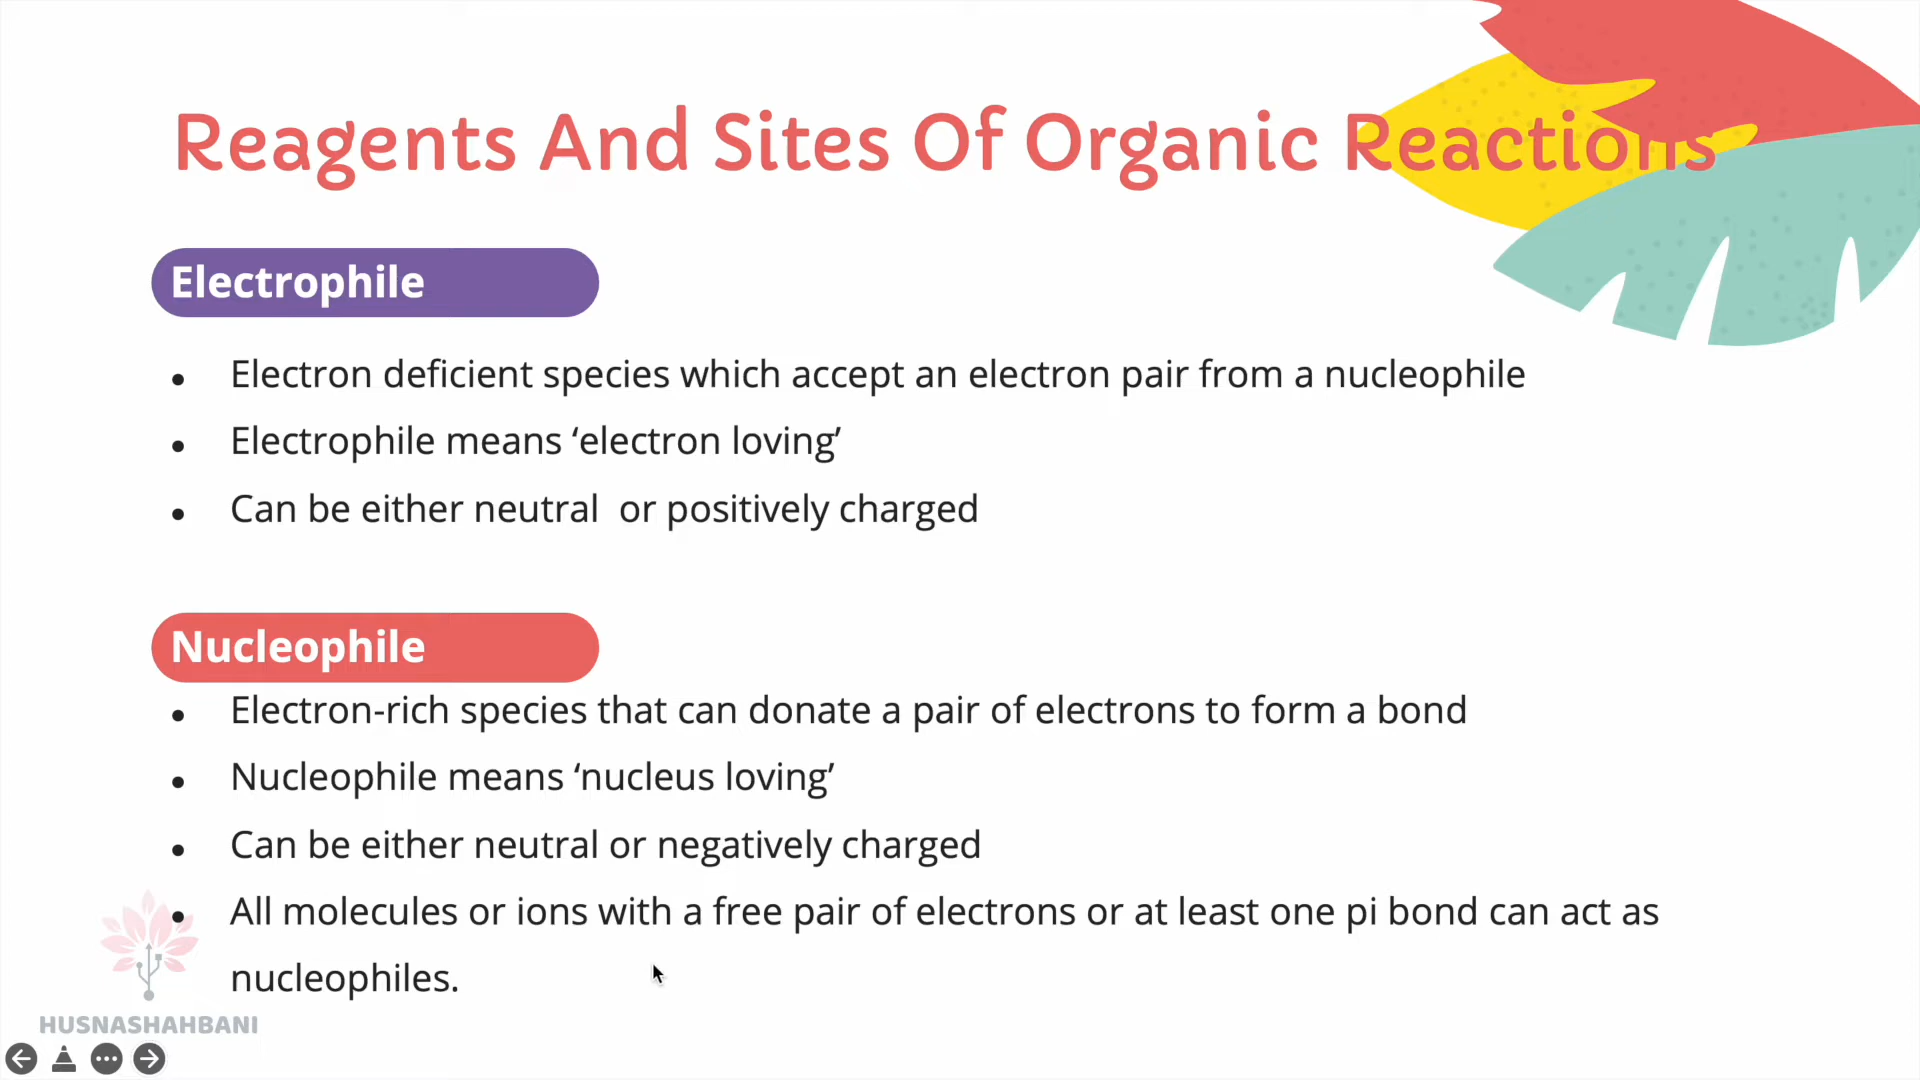 Reagents And Sites Of Organic Reactions
Electrophile
• Electron deficient species which accept an electron pair from a nucleophile
• Electrophile means ‘electron loving’
• Can be either neutral  or positively charged
Nucleophile
• Electron-rich species that can donate a pair of electrons to form a bond
• Nucleophile means ‘nucleus loving’
• Can be either neutral or negatively charged
• All molecules or ions with a free pair of electrons or at least one pi bond can act as
nucleophiles.
HUSNASHAHBANI